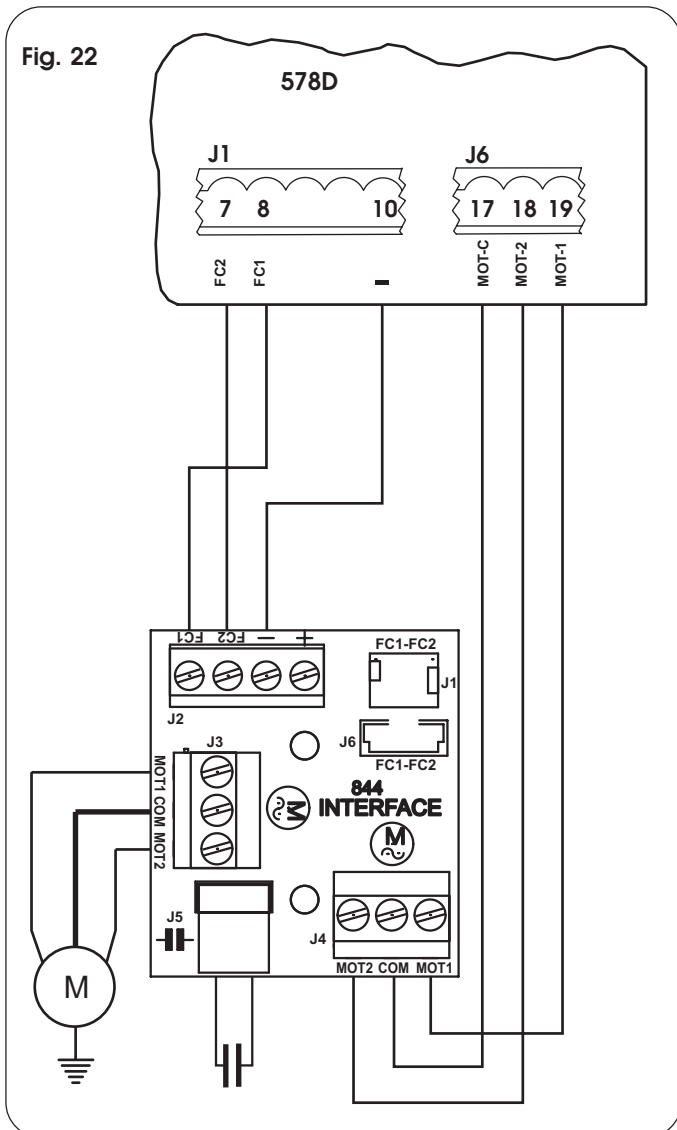 Fig. 22
578D
J1
J6
7 8 10
17 18 19
FC2
FC1
-
MOT-C
MOT-2
MOT-1
FC1 FC2 - +
J2
FC1-FC2
J1
J6
FC1-FC2
J3
MOT1 COM MOT2
M
844
INTERFACE
M
J5
J4
MOT2 COM MOT1
M